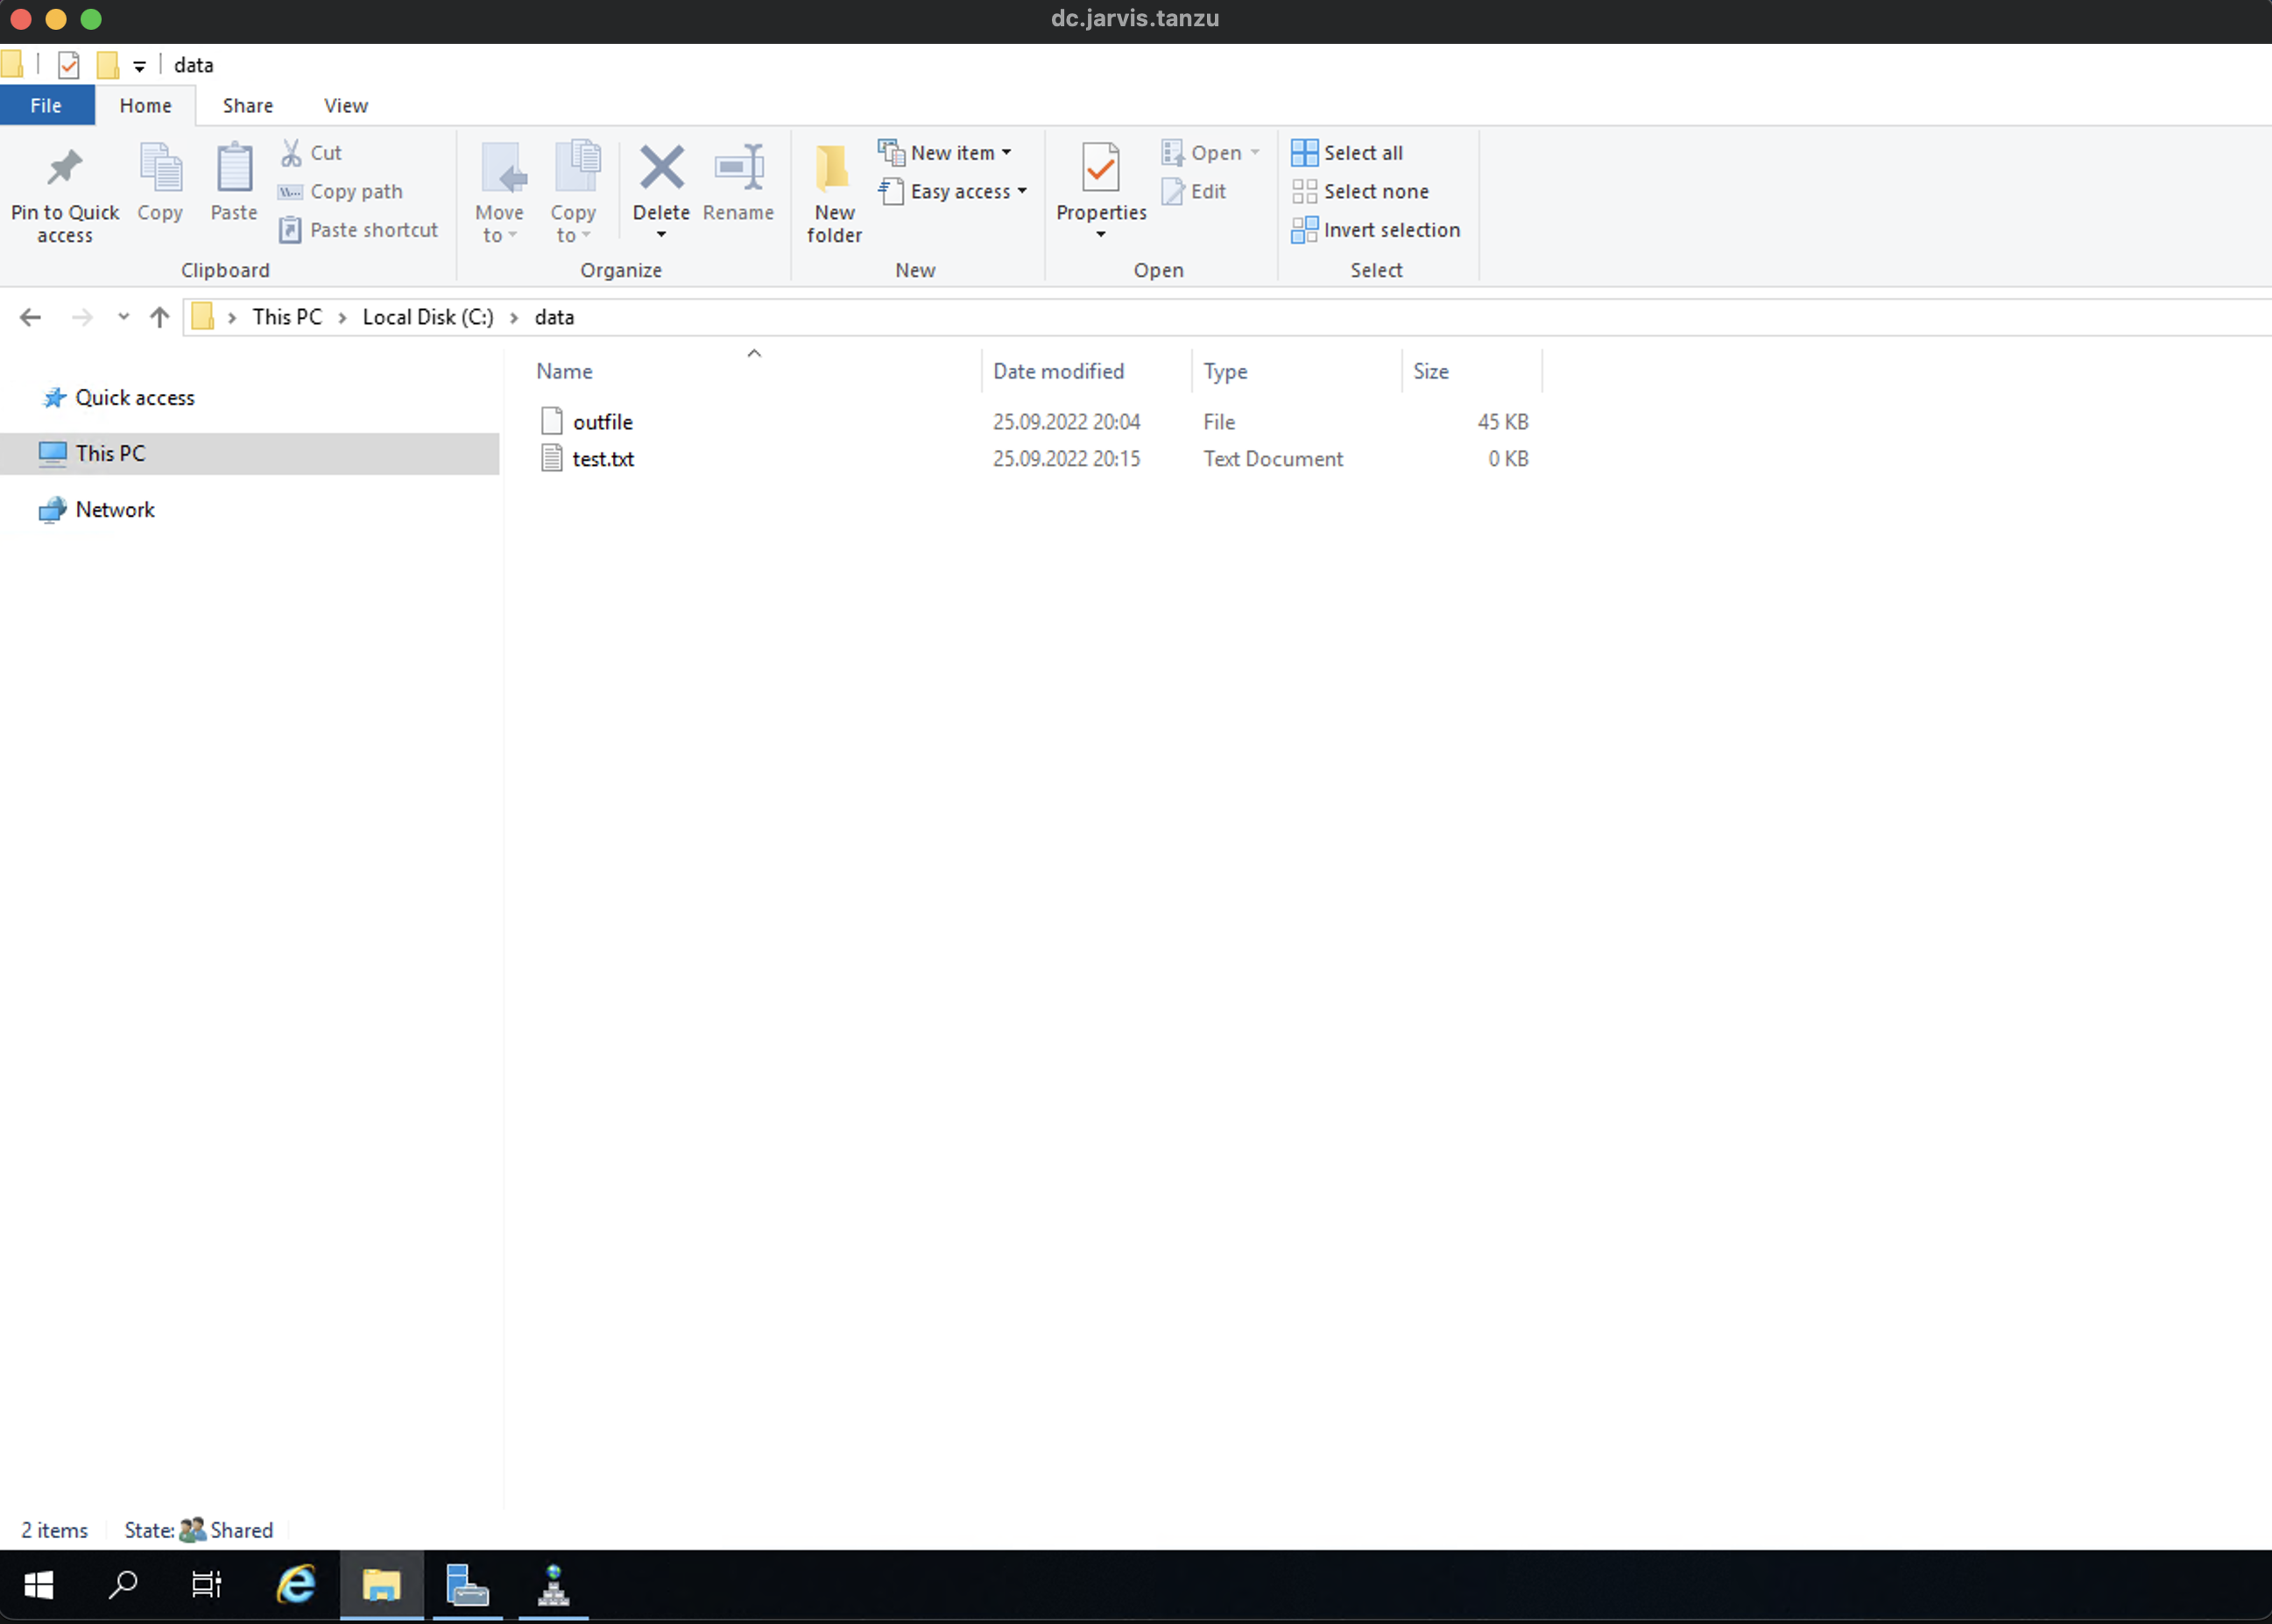 dc.jarvis.tanzu
data
File Home Share View
Pin to Quick access
Copy
Paste
Cut
Copy path
Paste shortcut
Clipboard
Move to
Copy to
Delete
Rename
Organize
New folder
New item
Easy access
New
Properties
Open
Edit
Open
Select all
Select none
Invert selection
Select
This PC Local Disk (C:) data
Quick access
This PC
Network
Name Date modified Type Size
outfile 25.09.2022 20:04 File 45 KB
test.txt 25.09.2022 20:15 Text Document 0 KB
2 items State: Shared